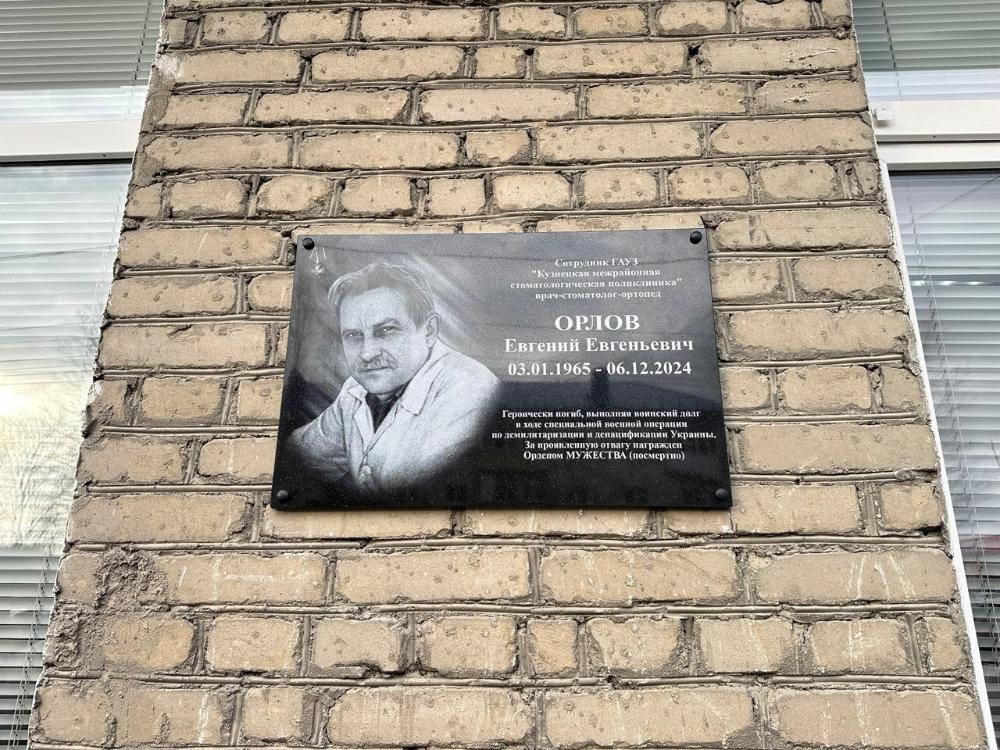 Сотрудник ГАУЗ
"Кузнецкая межрайонная
стоматологическая поликлиника"
врач-стоматолог-ортопед
ОРЛОВ
Евгений Евгеньевич
03.01.1965 - 06.12.2024
Героически погиб, выполняя воинский долг
в ходе специальной военной операции
по демилитаризации и денацификации Украины.
За проявленную отвагу награжден
Орденом МУЖЕСТВА (посмертно)